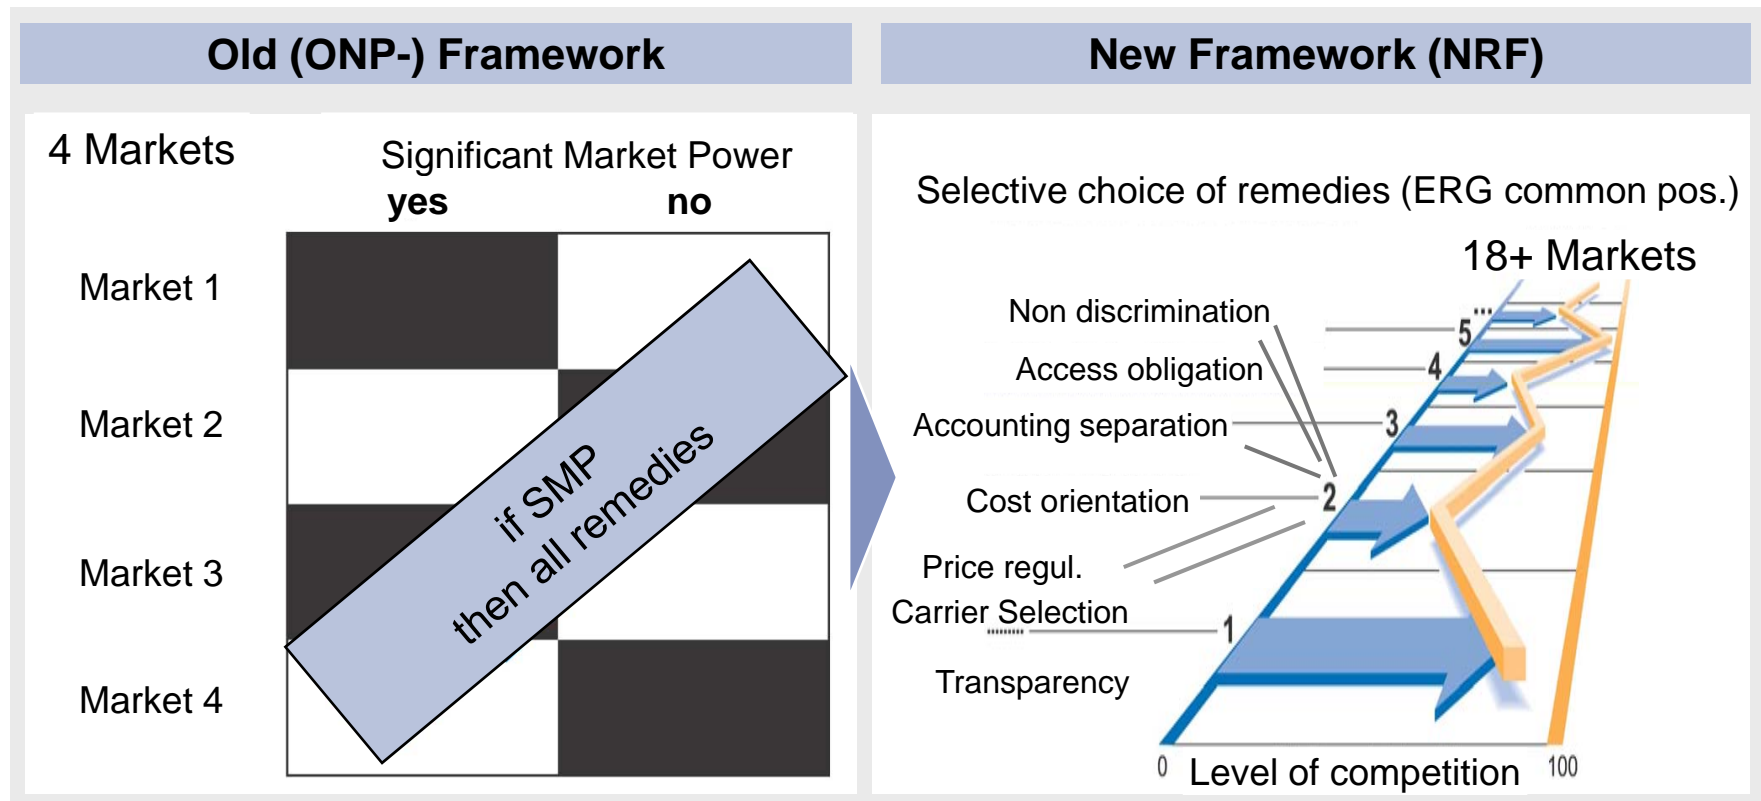 Old (ONP-) Framework
4 Markets
Significant Market Power
yes no
Market 1
Market 2
Market 3
Market 4
if SMP
then all remedies
New Framework (NRF)
Selective choice of remedies (ERG common pos.)
18+ Markets
Non discrimination
Access obligation
Accounting separation
Cost orientation
Price regul.
Carrier Selection
.........
Transparency
...
5
4
3
2
1
0 Level of competition 100